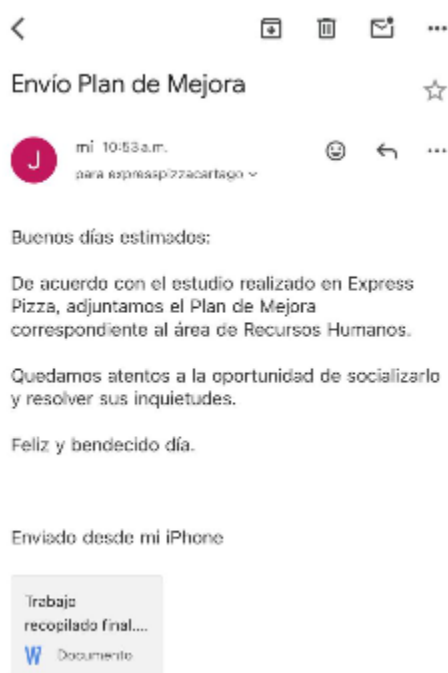 Envío Plan de Mejora
J
mí 10:53 a.m.
para expresspizzacartago
Buenos días estimados:
De acuerdo con el estudio realizado en Express
Pizza, adjuntamos el Plan de Mejora
correspondiente al área de Recursos Humanos.
Quedamos atentos a la oportunidad de socializarlo
y resolver sus inquietudes.
Feliz y bendecido día.
Enviado desde mi iPhone
Trabajo
recopilado final....
W Documento